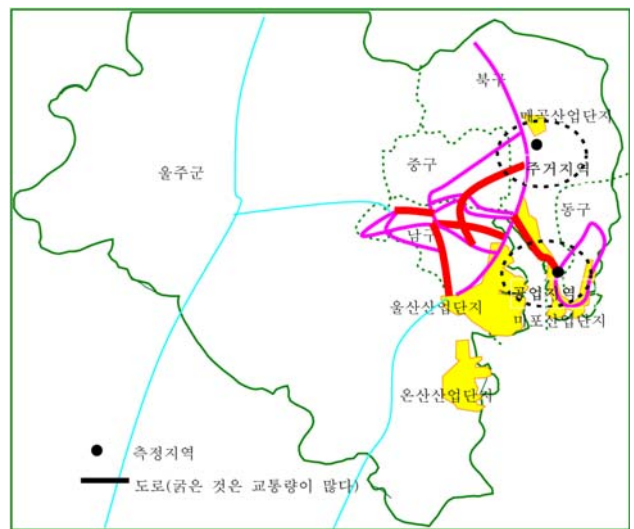 북구
매곡산업단지
중구
주거지역
울주군
동구
남구
공업지역
울산산업단지
미포산업단지
온산산업단지
측정지역
도로(굵은 것은 교통량이 많다)